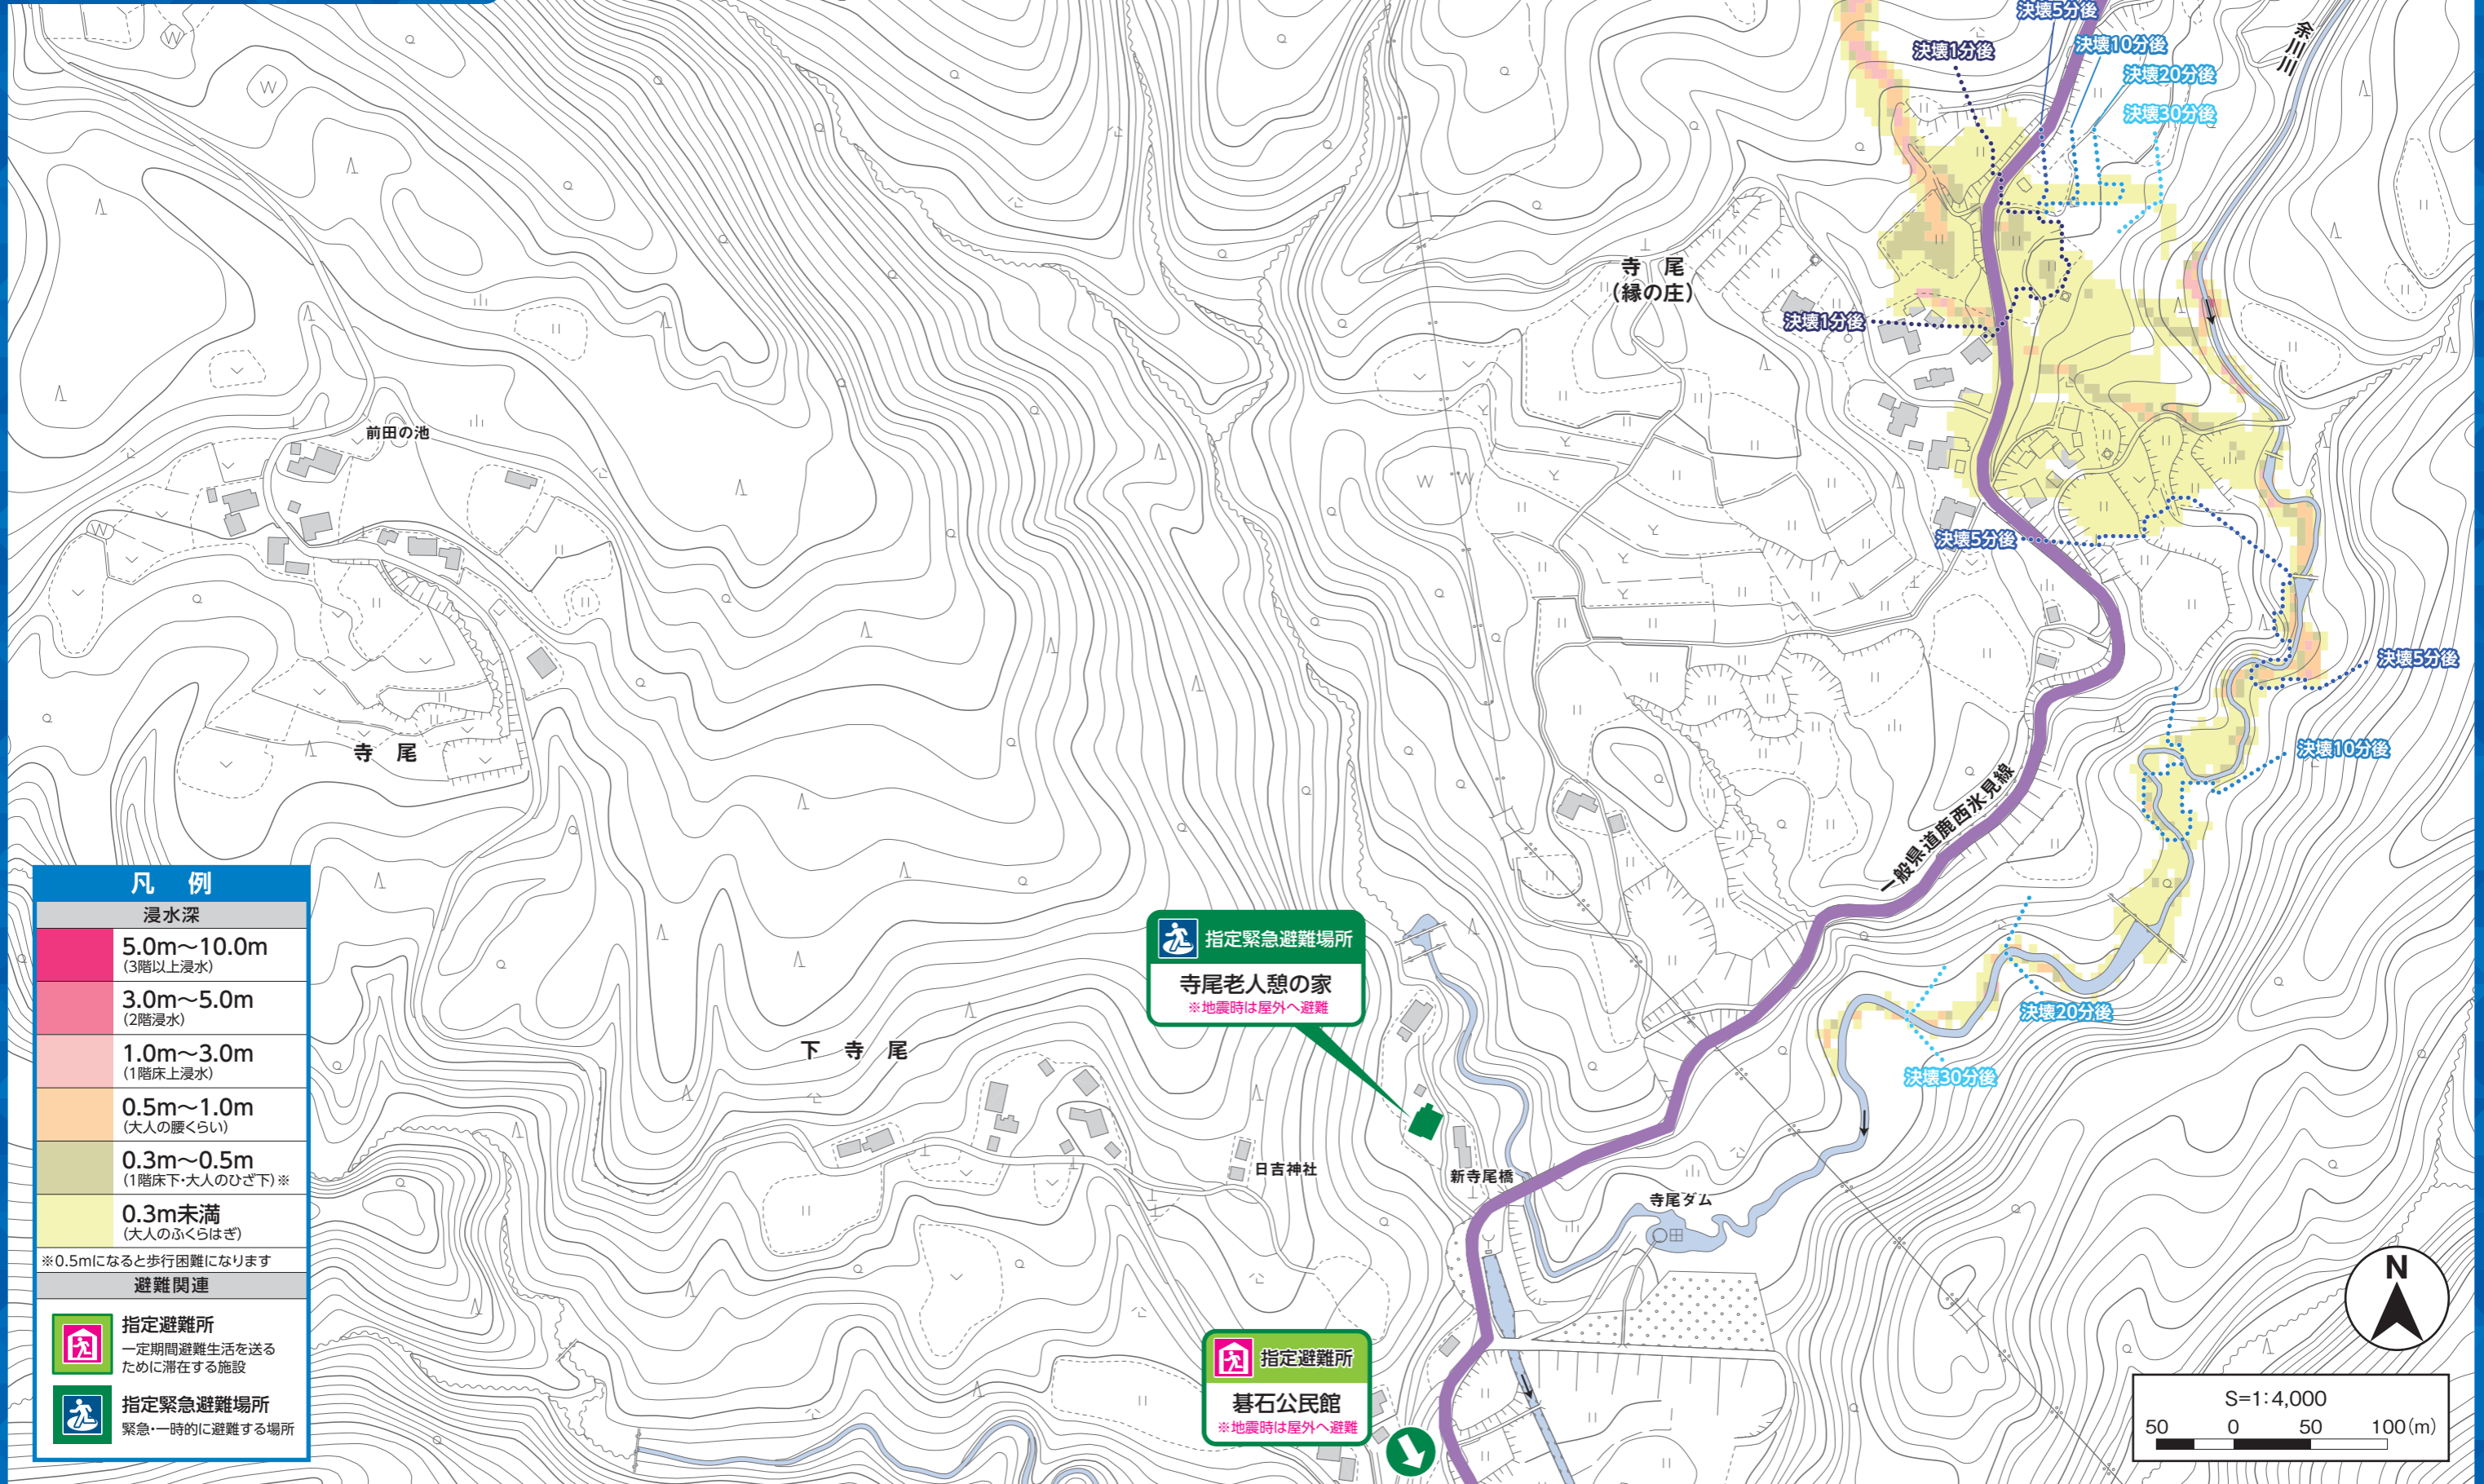 決壊5分後
決壊1分後
決壊10分後
決壊20分後
決壊30分後
余川川
寺 尾
(縁の庄)
決壊1分後
前田の池
決壊5分後
決壊5分後
寺 尾
決壊10分後
一般県道鹿西氷見線
指定緊急避難場所
寺尾老人憩の家
※地震時は屋外へ避難
決壊20分後
決壊30分後
下 寺 尾
日吉神社
新寺尾橋
寺尾ダム
指定避難所
碁石公民館
※地震時は屋外へ避難
凡 例
浸水深
5.0m〜10.0m
(3階以上浸水)
3.0m〜5.0m
(2階浸水)
1.0m〜3.0m
(1階床上浸水)
0.5m〜1.0m
(大人の腰くらい)
0.3m〜0.5m
(1階床下・大人のひざ下)※
0.3m未満
(大人のふくらはぎ)
※0.5mになると歩行困難になります
避難関連
指定避難所
一定期間避難生活を送る
ために滞在する施設
指定緊急避難場所
緊急・一時的に避難する場所
N
S=1:4,000
50 0 50 100(m)